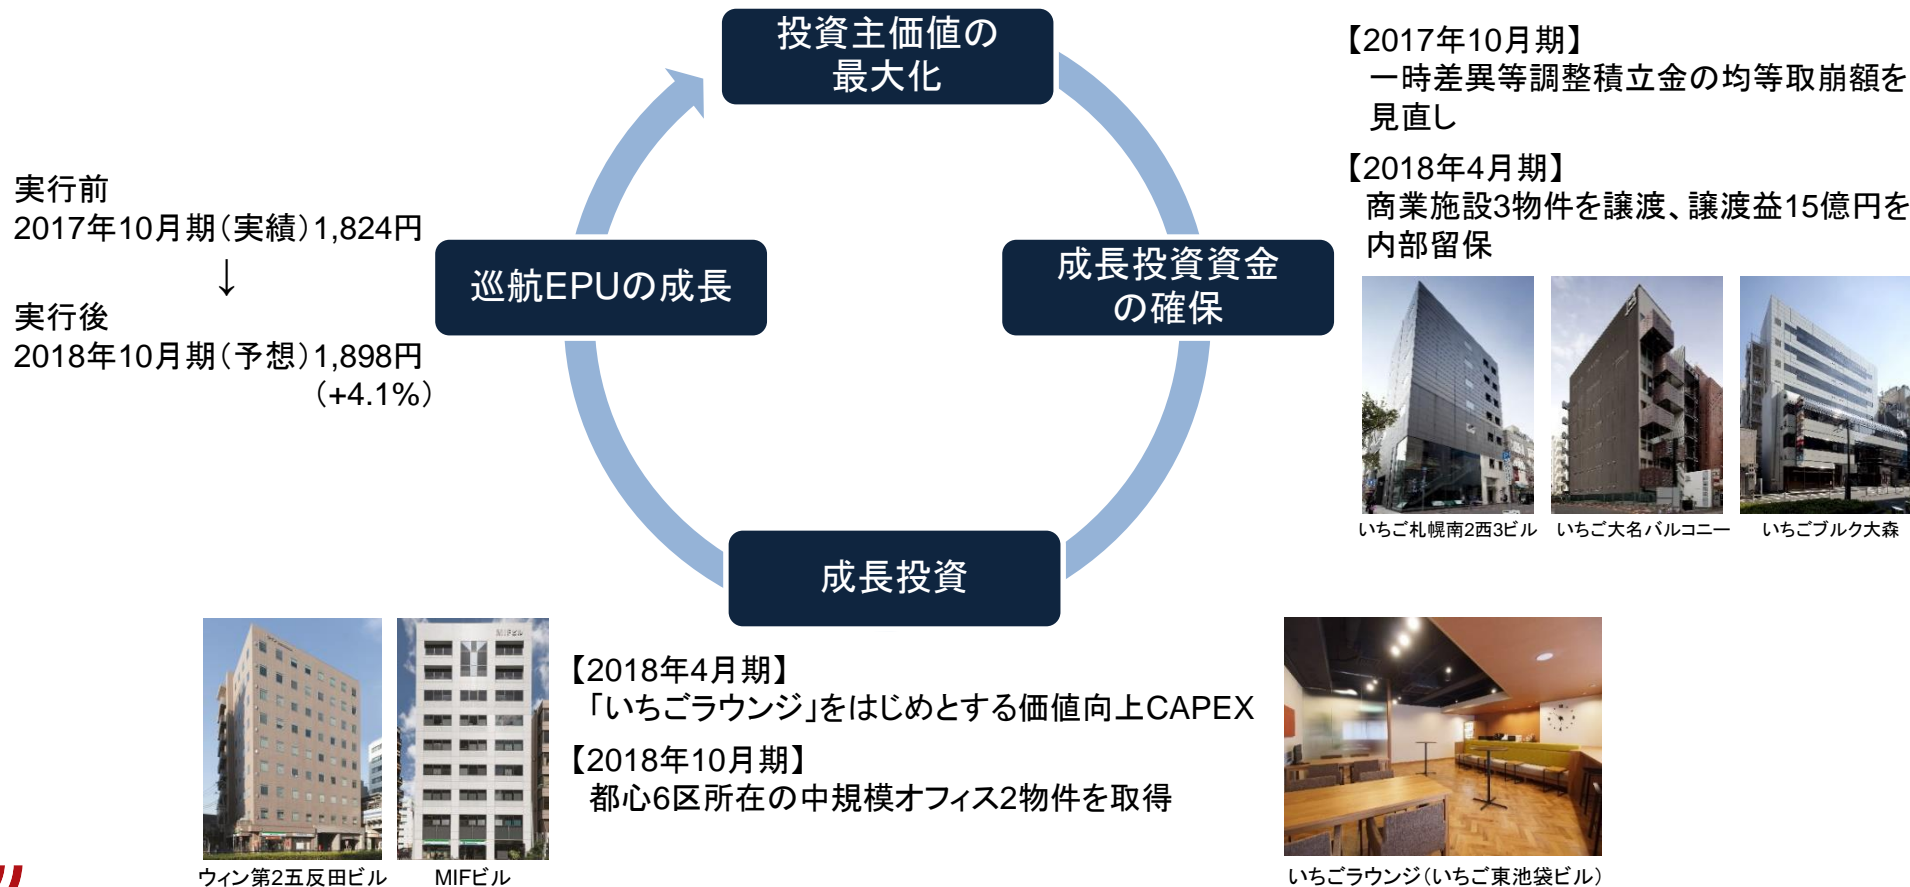 投資主価値の
最大化
【2017年10月期】
一時差異等調整積立金の均等取崩額を
見直し
【2018年4月期】
商業施設3物件を譲渡、譲渡益15億円を
内部留保
実行前
2017年10月期（実績）1,824円
↓
実行後
2018年10月期（予想）1,898円
（+4.1%）
巡航EPUの成長
成長投資資金
の確保
いちご札幌南2西3ビル
いちご大名バルコニー
いちごブルク大森
成長投資
【2018年4月期】
「いちごラウンジ」をはじめとする価値向上CAPEX
【2018年10月期】
都心6区所在の中規模オフィス2物件を取得
MIFビル
ウィン第2五反田ビル
MIFビル
いちごラウンジ（いちご東池袋ビル）